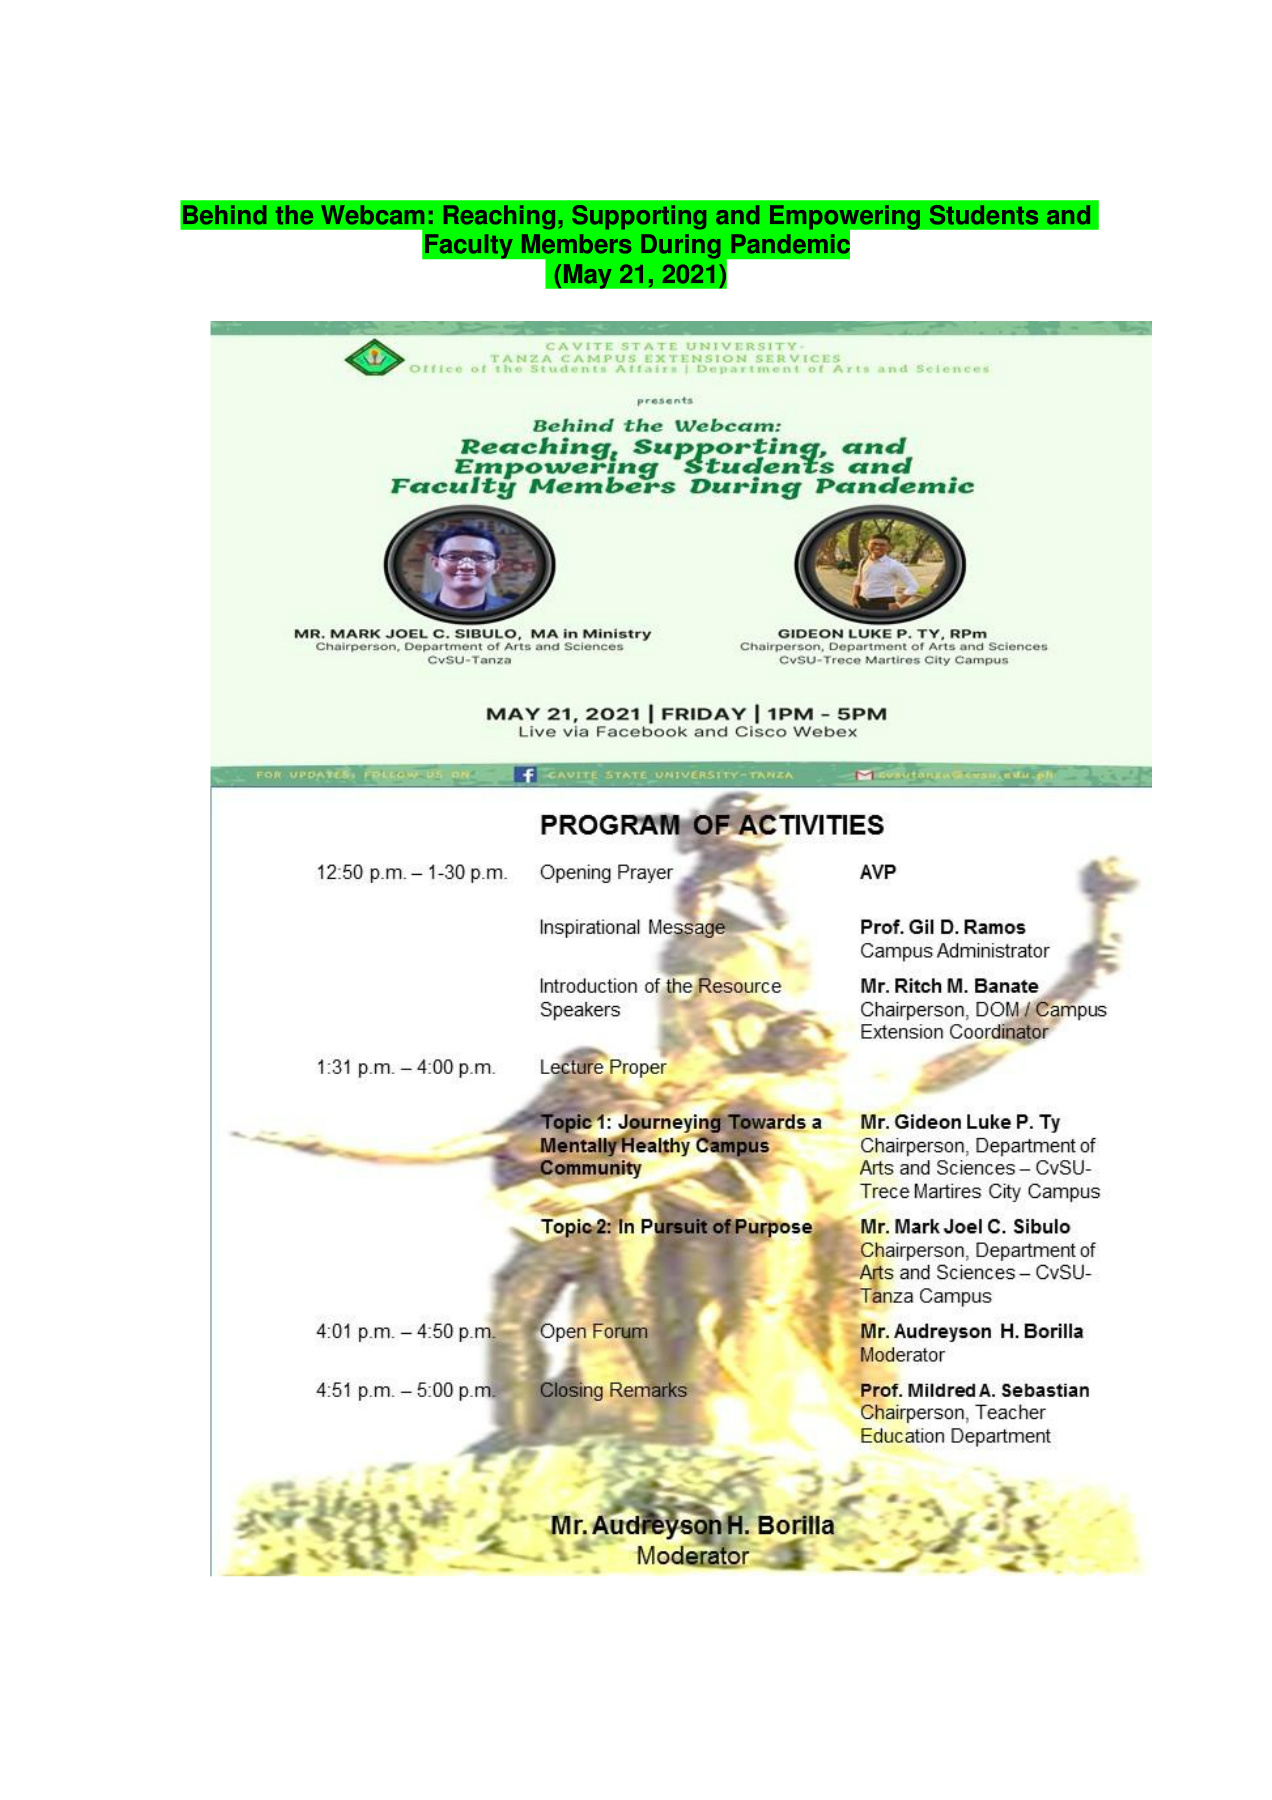 Behind the Webcam: Reaching, Supporting and Empowering Students and
Faculty Members During Pandemic
(May 21, 2021)
CAVITE STATE UNIVERSITY-
TANZA CAMPUS EXTENSION SERVICES
Office of the Students Affairs | Department of Arts and Sciences
presents
Behind the Webcam:
Reaching, Supporting, and
Empowering Students and
Faculty Members During Pandemic
MR. MARK JOEL C. SIBULO, MA in Ministry
Chairperson, Department of Arts and Sciences
CvSU-Tanza
GIDEON LUKE P. TY, RPm
Chairperson, Department of Arts and Sciences
CvSU-Trece Martires City Campus
MAY 21, 2021 | FRIDAY | 1PM - 5PM
Live via Facebook and Cisco Webex
FOR UPDATES, FOLLOW US ON CAVITE STATE UNIVERSITY-TANZA cvsutanza@cvsu.edu.ph
PROGRAM OF ACTIVITIES
12:50 p.m. – 1-30 p.m. Opening Prayer AVP
Inspirational Message Prof. Gil D. Ramos
Campus Administrator
Introduction of the Resource Mr. Ritch M. Banate
Speakers Chairperson, DOM / Campus
Extension Coordinator
1:31 p.m. – 4:00 p.m. Lecture Proper
Topic 1: Journeying Towards a Mr. Gideon Luke P. Ty
Mentally Healthy Campus Chairperson, Department of
Community Arts and Sciences – CvSU-
Trece Martires City Campus
Topic 2: In Pursuit of Purpose Mr. Mark Joel C. Sibulo
Chairperson, Department of
Arts and Sciences – CvSU-
Tanza Campus
4:01 p.m. – 4:50 p.m. Open Forum Mr. Audreyson H. Borilla
Moderator
4:51 p.m. – 5:00 p.m. Closing Remarks Prof. Mildred A. Sebastian
Chairperson, Teacher
Education Department
Mr. Audreyson H. Borilla
Moderator